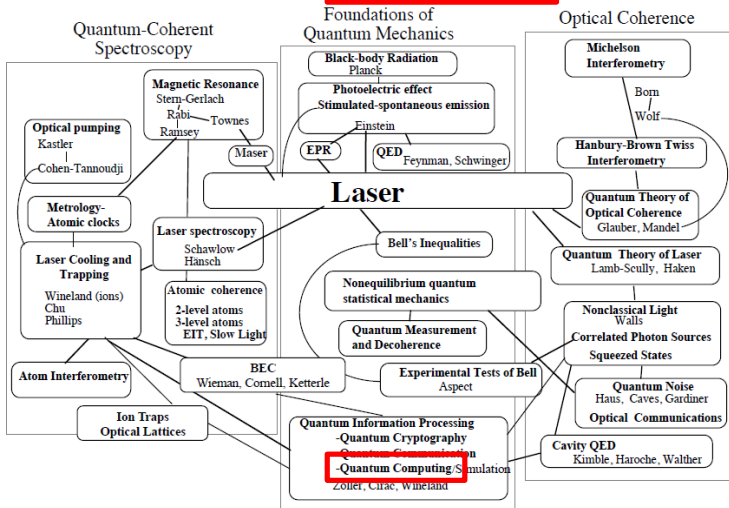 Quantum-Coherent
Spectroscopy
Foundations of
Quantum Mechanics
Optical Coherence
Magnetic Resonance
Stern-Gerlach
Rabi
Townes
Ramsey
Optical pumping
Kastler
Cohen-Tannoudji
Maser
Metrology-
Atomic clocks
Laser spectroscopy
Schawlow
Hänsch
Laser Cooling and
Trapping
Wineland (ions)
Chu
Phillips
Atomic coherence
2-level atoms
3-level atoms
EIT, Slow Light
Atom Interferometry
BEC
Wieman, Cornell, Ketterle
Ion Traps
Optical Lattices
Black-body Radiation
Planck
Photoelectric effect
Stimulated-spontaneous emission
Einstein
EPR
QED
Feynman, Schwinger
Laser
Bell's Inequalities
Nonequilibrium quantum
statistical mechanics
Quantum Measurement
and Decoherence
Experimental Tests of Bell
Aspect
Quantum Information Processing
-Quantum Cryptography
-Quantum Communication
-Quantum Computing/Simulation
Zoller, Cirac, Wineland
Michelson
Interferometry
Born
Wolf
Hanbury-Brown Twiss
Interferometry
Quantum Theory of
Optical Coherence
Glauber, Mandel
Quantum Theory of Laser
Lamb-Scully, Haken
Nonclassical Light
Walls
Correlated Photon Sources
Squeezed States
Quantum Noise
Haus, Caves, Gardiner
Optical Communications
Cavity QED
Kimble, Haroche, Walther